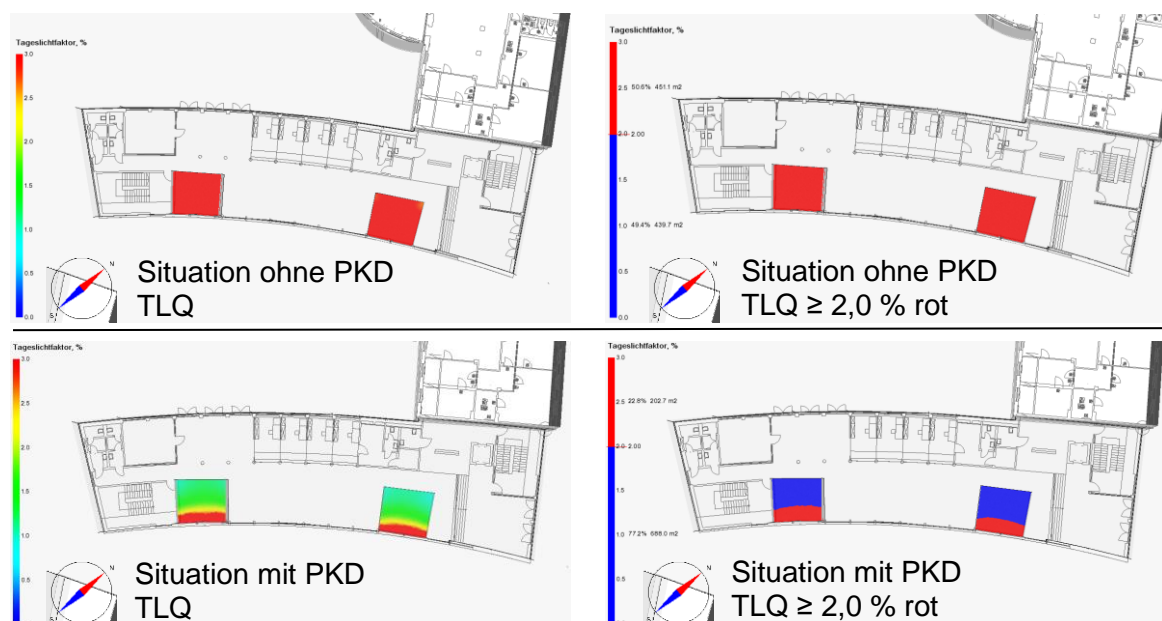 Tageslichtfaktor, %
3.0
2.5
2.0
1.5
1.0
0.5
0.0
N
S
Situation ohne PKD
TLQ
Tageslichtfaktor, %
3.0
2.5 50.6% 451.1 m2
2.0 2.00
1.5
1.0 49.4% 439.7 m2
0.5
0.0
N
S
Situation ohne PKD
TLQ ≥ 2,0 % rot
Tageslichtfaktor, %
3.0
2.5
2.0
1.5
1.0
0.5
N
S
Situation mit PKD
TLQ
Tageslichtfaktor, %
3.0
2.5 22.8% 202.7 m2
2.0 2.00
1.5
1.0 77.2% 688.0 m2
0.5
N
S
Situation mit PKD
TLQ ≥ 2,0 % rot